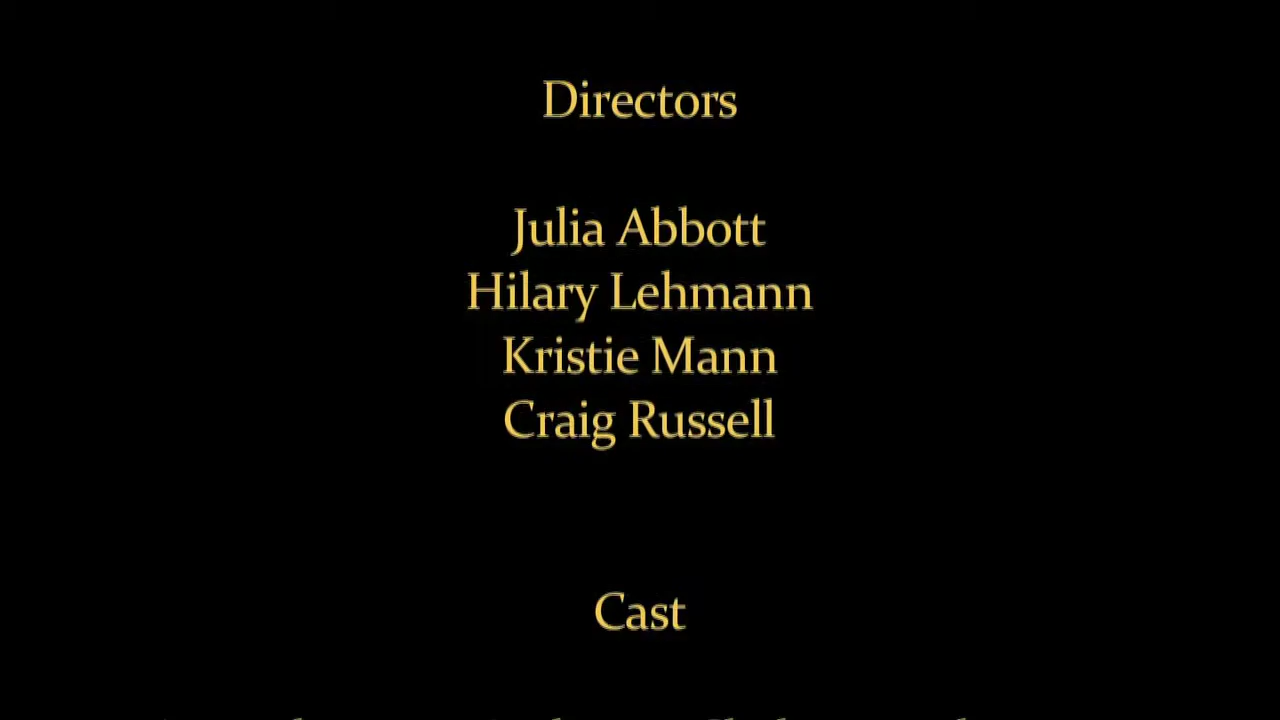 Directors
Julia Abbott
Hilary Lehmann
Kristie Mann
Craig Russell
Cast